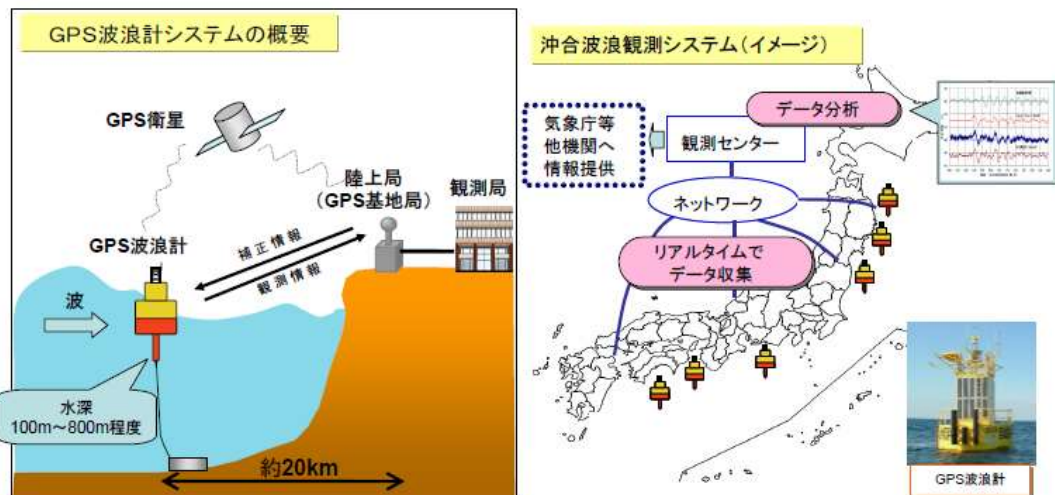 GPS波浪計システムの概要
GPS衛星
陸上局
(GPS基地局)
観測局
GPS波浪計
補正情報
観測情報
波
水深
100m～800m程度
約20km
沖合波浪観測システム(イメージ)
データ分析
気象庁等
他機関へ
情報提供
観測センター
ネットワーク
リアルタイムで
データ収集
GPS波浪計